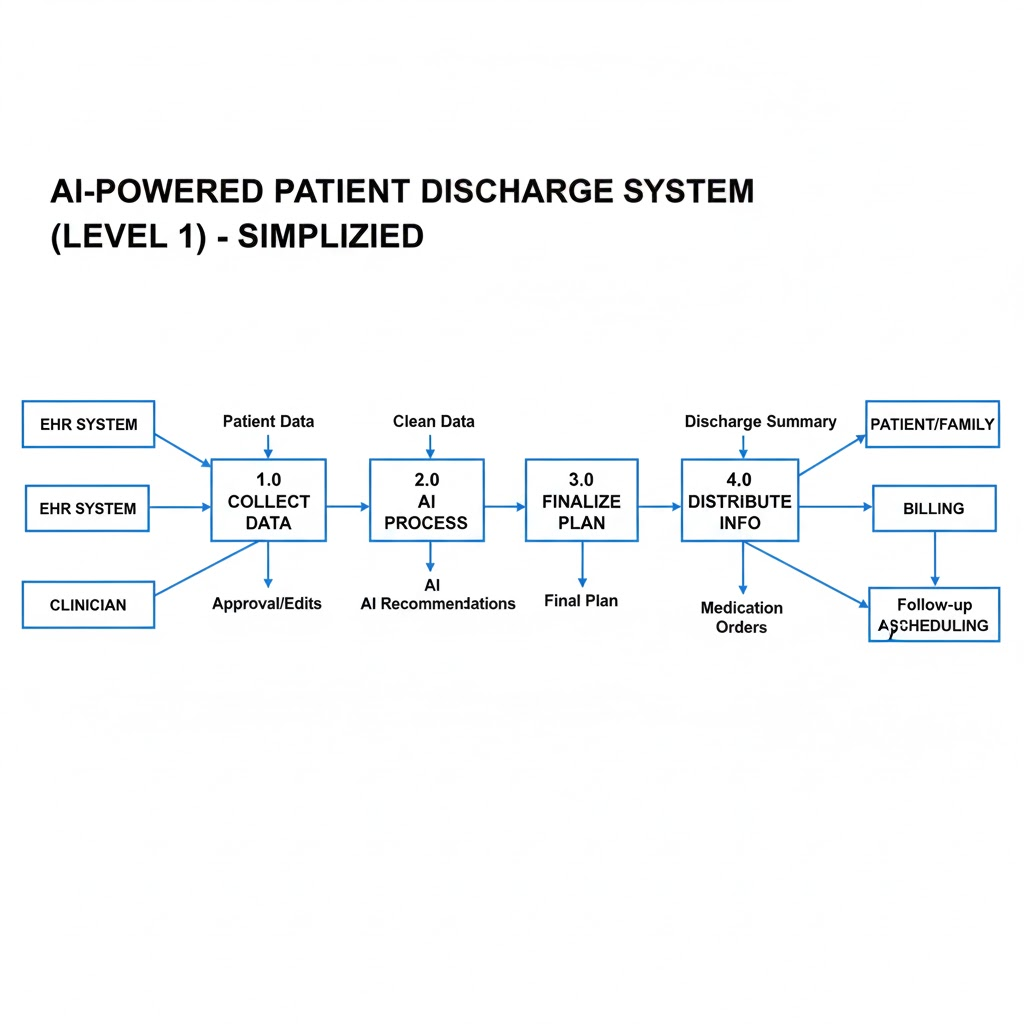 AI-POWERED PATIENT DISCHARGE SYSTEM
(LEVEL 1) - SIMPLIZIED
EHR SYSTEM
EHR SYSTEM
CLINICIAN
Patient Data
1.0
COLLECT
DATA
Approval/Edits
Clean Data
2.0
AI
PROCESS
AI
AI Recommendations
3.0
FINALIZE
PLAN
Final Plan
Discharge Summary
4.0
DISTRIBUTE
INFO
Medication
Orders
PATIENT/FAMILY
BILLING
Follow-up